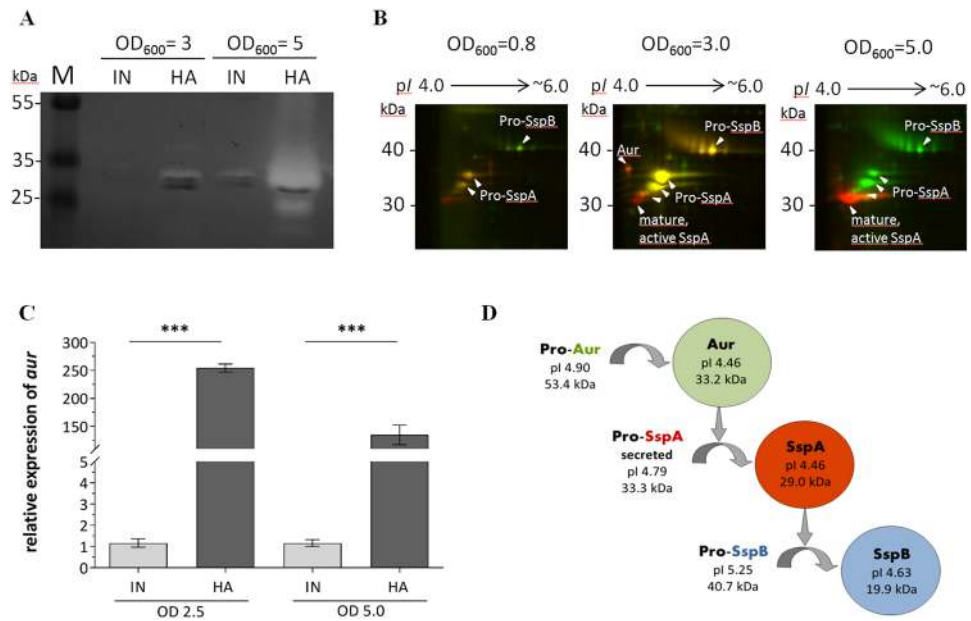 A
OD600= 3 OD600= 5
kDa M IN HA IN HA
55
35
25
B
OD600=0.8 OD600=3.0 OD600=5.0
pI 4.0 ~6.0 pI 4.0 ~6.0 pI 4.0 ~6.0
kDa kDa kDa
Pro-SspB Pro-SspB Pro-SspB
40 40 40
Aur
Pro-SspA Pro-SspA Pro-SspA
30 30 30
mature, mature,
active SspA active SspA
C
*** ***
relative expression of aur
300
250
200
150
100
5
4
3
2
1
0
IN HA IN HA
OD 2.5 OD 5.0
D
Pro-Aur
pI 4.90
53.4 kDa
Aur
pI 4.46
33.2 kDa
Pro-SspA
secreted
pI 4.79
33.3 kDa
SspA
pI 4.46
29.0 kDa
Pro-SspB
pI 5.25
40.7 kDa
SspB
pI 4.63
19.9 kDa